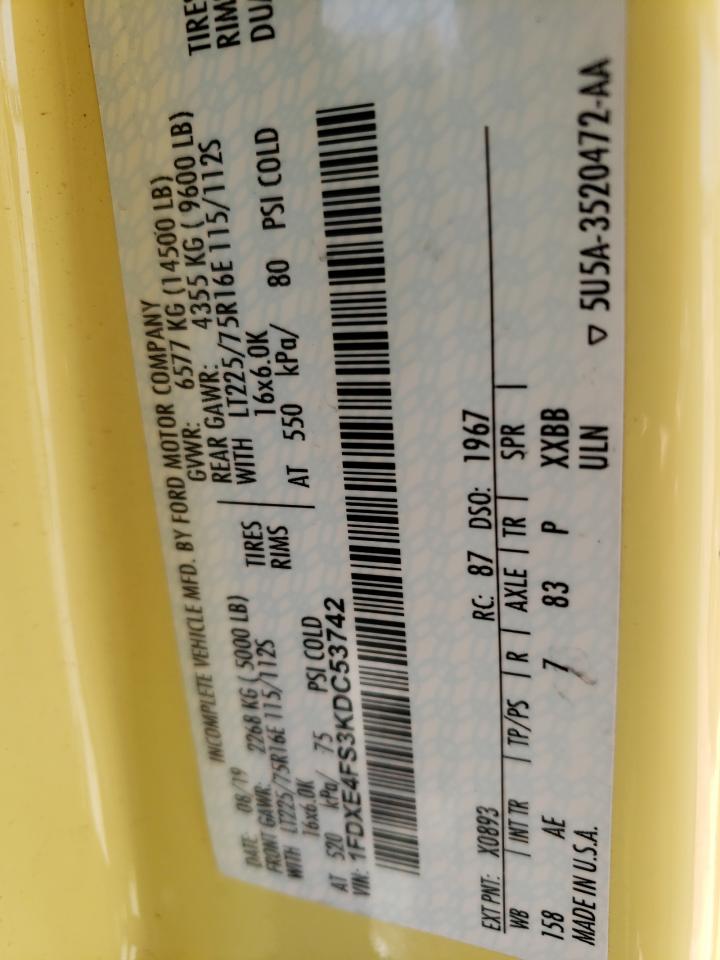 INCOMPLETE VEHICLE MFD. BY FORD MOTOR COMPANY
DATE: 08/19 GVWR: 6577 KG (14500 LB)
FRONT GAWR: 2268 KG ( 5000 LB) REAR GAWR: 4355 KG ( 9600 LB)
WITH LT225/75R16E 115/112S TIRES WITH LT225/75R16E 115/112S TIRE
16x6.0K RIMS 16x6.0K RIM
AT 520 kPa/ 75 PSI COLD AT 550 kPa/ 80 PSI COLD DUA
VIN: 1FDXE4FS3KDC53742
EXT PNT: X0893 RC: 87 DSO: 1967
WB | INT TR | TP/PS | R | AXLE | TR | SPR |
158 AE 7 83 P XXBB
MADE IN U.S.A. ULN ▽ 5U5A-3520472-AA